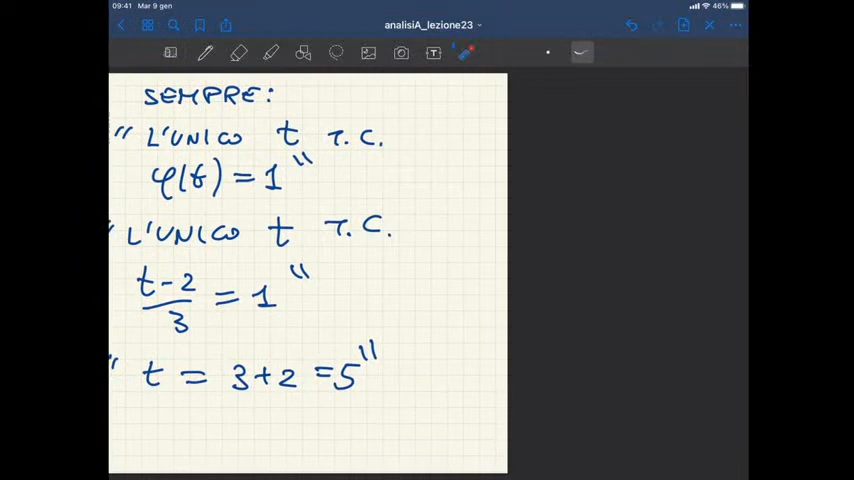 09:41 Mar 9 gen
46%
analisiA_lezione23
SEMPRE:
" L'UNICO t T.C.
φ(t) = 1 "
" L'UNICO t T.C.
t-2
3
= 1 "
" t = 3+2 = 5 "